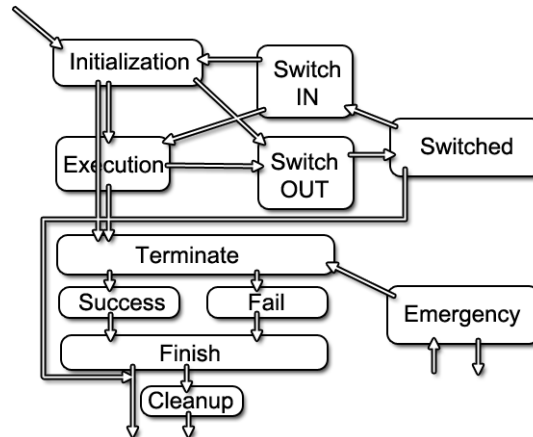 Initialization
Switch
IN
Switched
Execution
Switch
OUT
Terminate
Success
Fail
Emergency
Finish
Cleanup